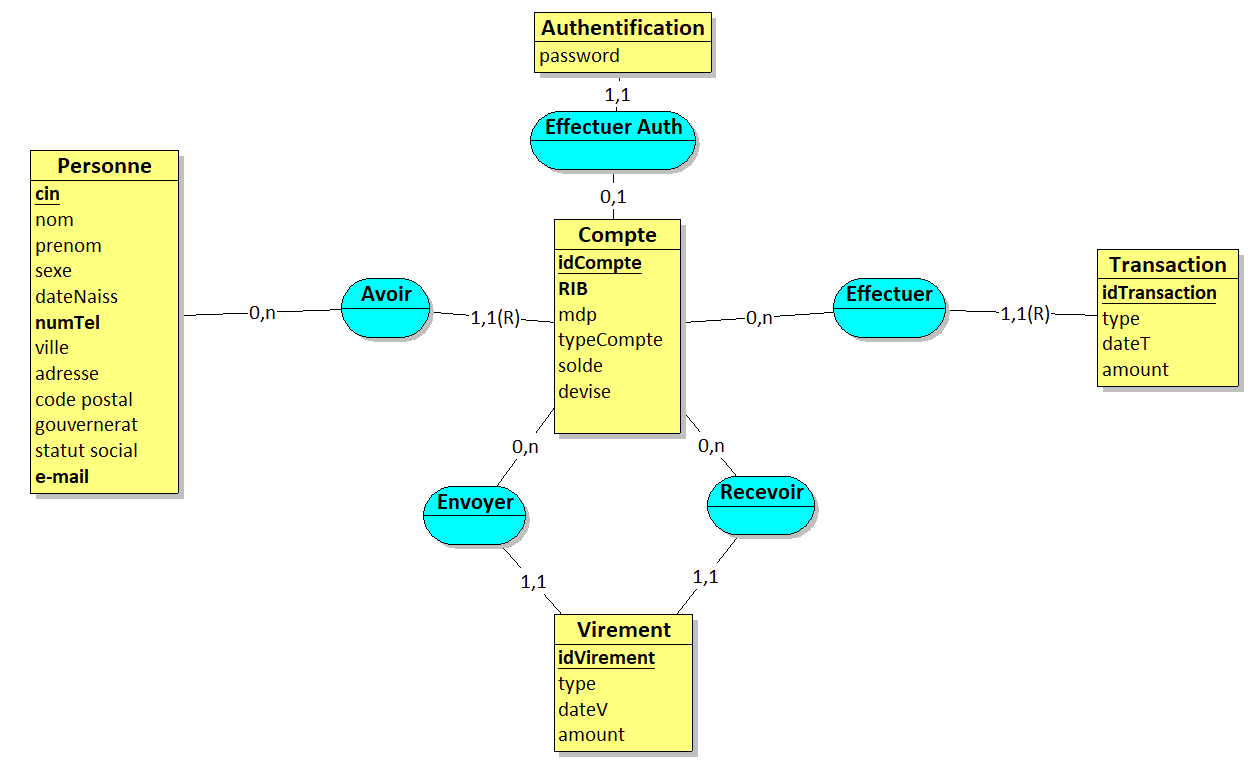 Authentification
password
1,1
Effectuer Auth
0,1
Personne
cin
nom
prenom
sexe
dateNaiss
numTel
ville
adresse
code postal
gouvernerat
statut social
e-mail
0,n
Avoir
1,1(R)
Compte
idCompte
RIB
mdp
typeCompte
solde
devise
0,n
Effectuer
1,1(R)
Transaction
idTransaction
type
dateT
amount
0,n
0,n
Envoyer
Recevoir
1,1
1,1
Virement
idVirement
type
dateV
amount